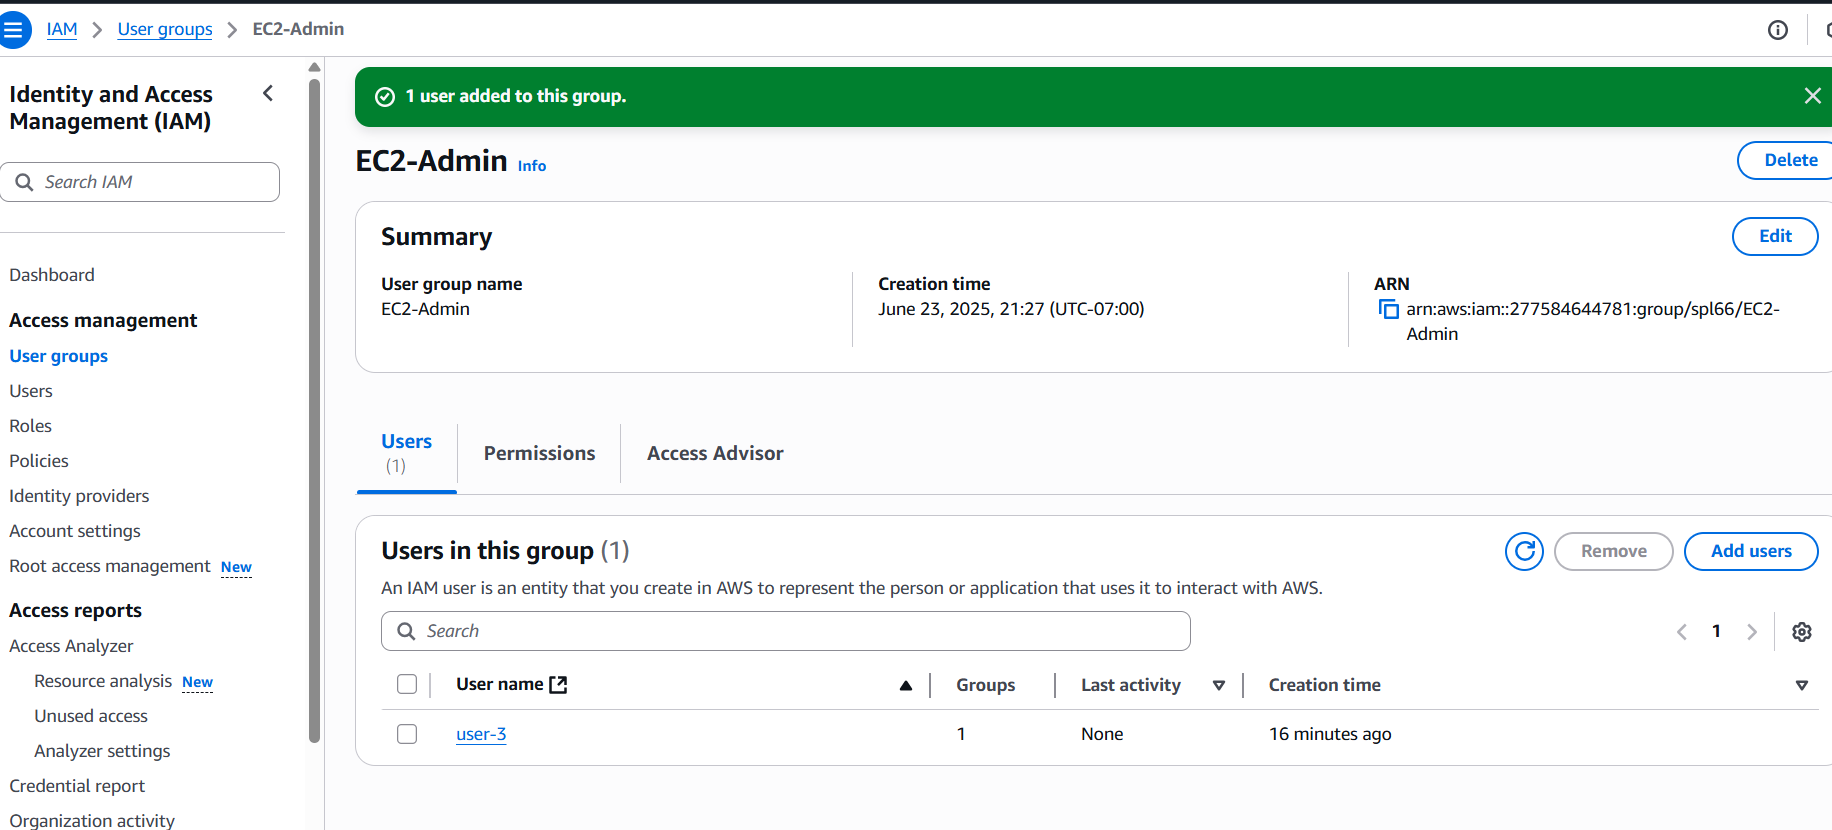 IAM > User groups > EC2-Admin
Identity and Access
Management (IAM)
Search IAM
Dashboard
Access management
User groups
Users
Roles
Policies
Identity providers
Account settings
Root access management New
Access reports
Access Analyzer
Resource analysis New
Unused access
Analyzer settings
Credential report
Organization activity
1 user added to this group.
EC2-Admin Info
Delete
Summary
Edit
User group name
EC2-Admin
Creation time
June 23, 2025, 21:27 (UTC-07:00)
ARN
arn:aws:iam::277584644781:group/spl66/EC2-
Admin
Users
(1)
Permissions
Access Advisor
Users in this group (1)
Remove
Add users
An IAM user is an entity that you create in AWS to represent the person or application that uses it to interact with AWS.
Search
1
User name Groups Last activity Creation time
user-3 1 None 16 minutes ago